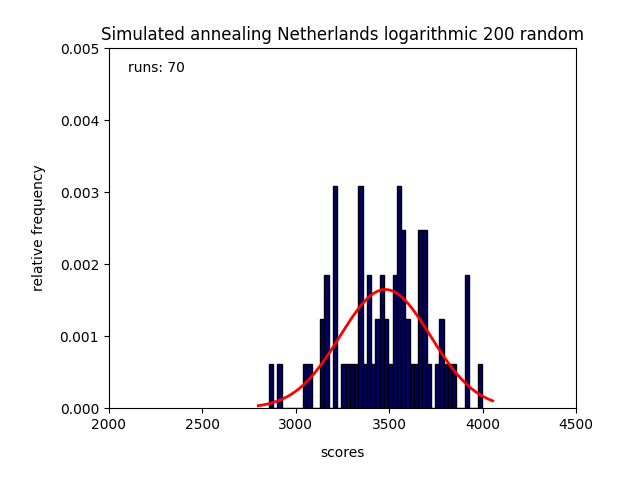 Simulated annealing Netherlands logarithmic 200 random
0.005
runs: 70
0.004
0.003
relative frequency
0.002
0.001
0.000
2000 2500 3000 3500 4000 4500
scores